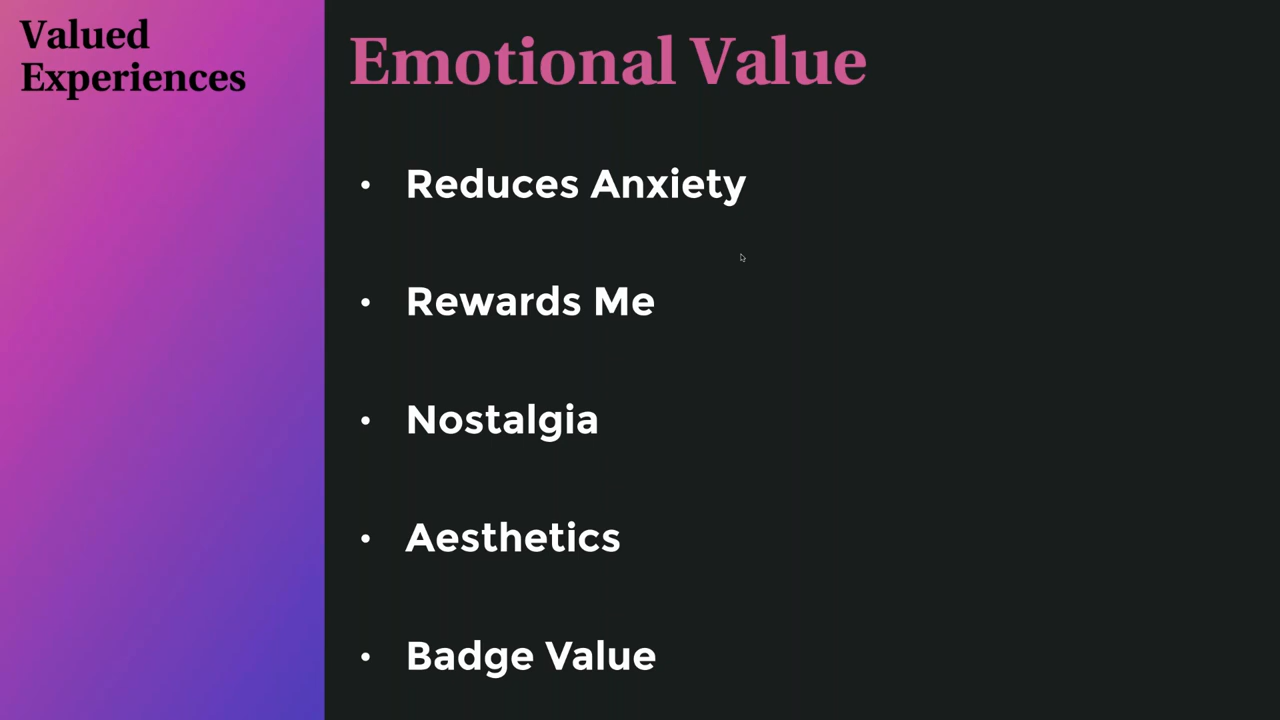 Valued
Experiences
Emotional Value
• Reduces Anxiety
• Rewards Me
• Nostalgia
• Aesthetics
• Badge Value